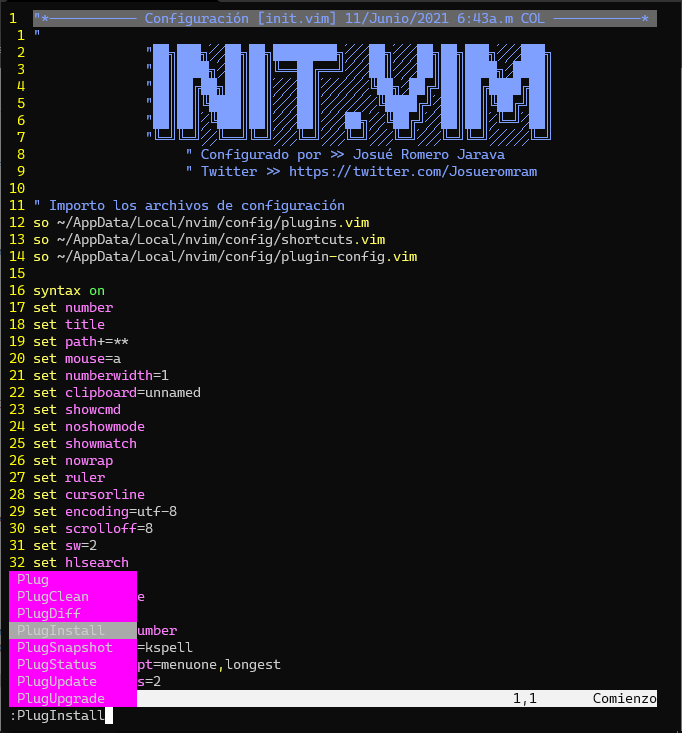 1 "*─────────── Configuración [init.vim] 11/Junio/2021 6:43a.m COL ───────────*
1 "
2 "
3 "
4 " INIT.VIM
5 "
6 "
7 "
8 " Configurado por >> Josué Romero Jarava
9 " Twitter >> https://twitter.com/Josueromram
10
11 " Importo los archivos de configuración
12 so ~/AppData/Local/nvim/config/plugins.vim
13 so ~/AppData/Local/nvim/config/shortcuts.vim
14 so ~/AppData/Local/nvim/config/plugin-config.vim
15
16 syntax on
17 set number
18 set title
19 set path+=**
20 set mouse=a
21 set numberwidth=1
22 set clipboard=unnamed
23 set showcmd
24 set noshowmode
25 set showmatch
26 set nowrap
27 set ruler
28 set cursorline
29 set encoding=utf-8
30 set scrolloff=8
31 set sw=2
32 set hlsearch
Plug
PlugClean e
PlugDiff
PlugInstall umber
PlugSnapshot =kspell
PlugStatus pt=menuone,longest
PlugUpdate s=2
PlugUpgrade 1,1 Comienzo
:PlugInstall